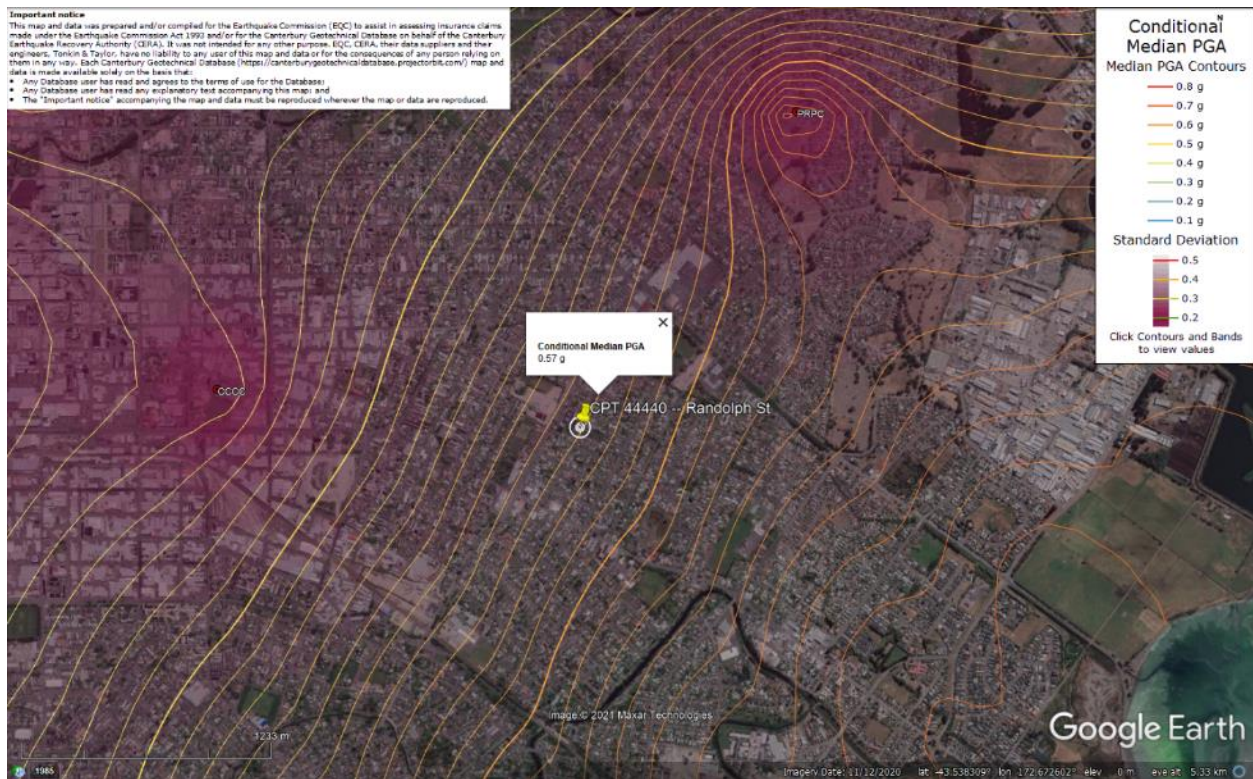 Important notice
This map and data was prepared and/or compiled for the Earthquake Commission (EQC) to assist in assessing insurance claims
made under the Earthquake Commission Act 1993 and/or for the Canterbury Geotechnical Database on behalf of the Canterbury
Earthquake Recovery Authority (CERA). It was not intended for any other purpose. EQC, CERA, their data suppliers and their
engineers, Tonkin & Taylor, have no liability to any user of this map and data or for the consequences of any person relying on
them in any way. Each Canterbury Geotechnical Database (https://canterburygeotechnicaldatabase.projectorbit.com/) map and
data is made available solely on the basis that:
• Any Database user has read and agrees to the terms of use for the Database;
• Any Database user has read any explanatory text accompanying this map; and
• The "Important notice" accompanying the map and data must be reproduced wherever the map or data are reproduced.
N
Conditional
Median PGA
Median PGA Contours
0.8 g
0.7 g
0.6 g
0.5 g
0.4 g
0.3 g
0.2 g
0.1 g
Standard Deviation
0.5
0.4
0.3
0.2
Click Contours and Bands
to view values
PRPC
Conditional Median PGA
0.57 g
CCCC
CPT 44440 -- Randolph St
Image © 2021 Maxar Technologies
Google Earth
1233 m
1985
Imagery Date: 11/12/2020 lat -43.538309° lon 172.672602° elev 0 m eye alt 5.33 km